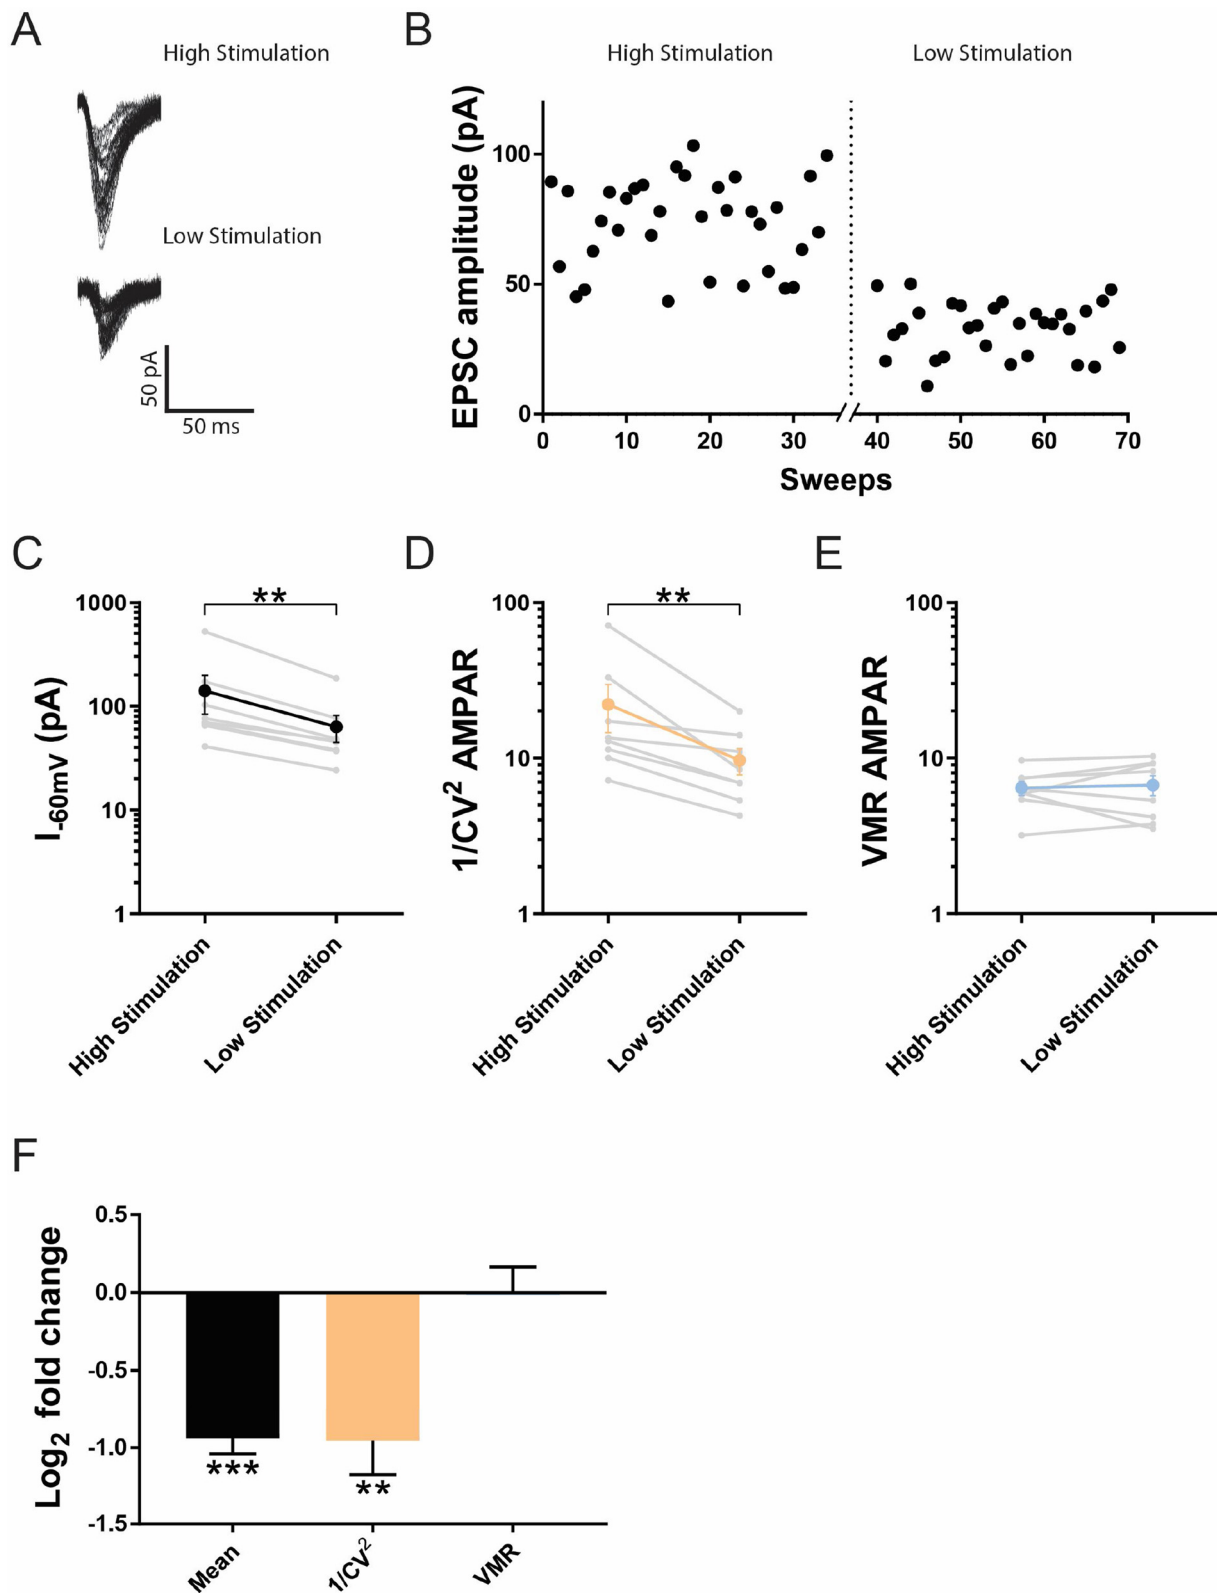 A
High Stimulation
Low Stimulation
50 pA
50 ms
B
High Stimulation
Low Stimulation
EPSC amplitude (pA)
100
50
0
0 10 20 30 40 50 60 70
Sweeps
C
**
I-60mV (pA)
1000
100
10
1
High Stimulation
Low Stimulation
D
**
1/CV² AMPAR
100
10
1
High Stimulation
Low Stimulation
E
VMR AMPAR
100
10
1
High Stimulation
Low Stimulation
F
Log₂ fold change
0.5
0.0
-0.5
-1.0
-1.5
***
**
Mean
1/CV²
VMR